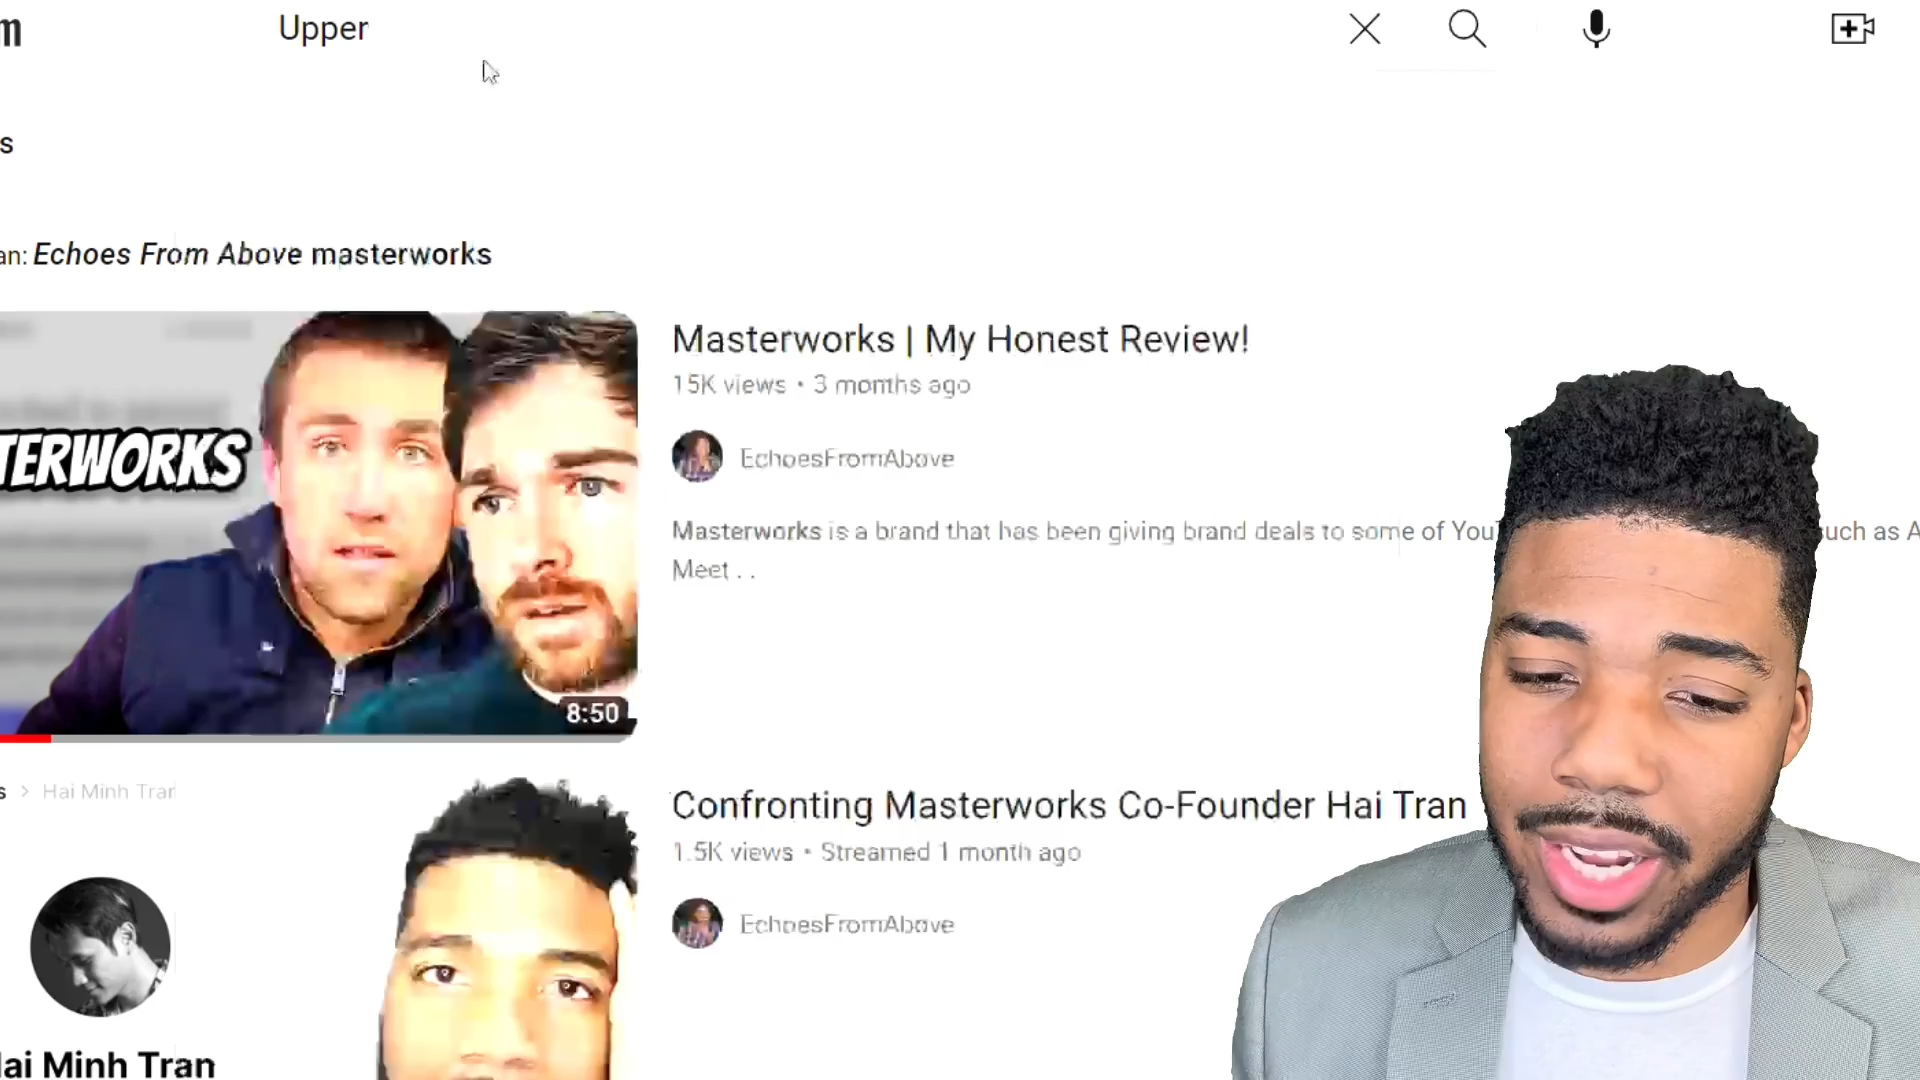 m
Upper
s
an: Echoes From Above masterworks
TERWORKS
8:50
Masterworks | My Honest Review!
15K views • 3 months ago
EchoesFromAbove
Masterworks is a brand that has been giving brand deals to some of You
such as A
Meet . .
s > Hai Minh Tran
Confronting Masterworks Co-Founder Hai Tran
1.5K views • Streamed 1 month ago
EchoesFromAbove
Hai Minh Tran